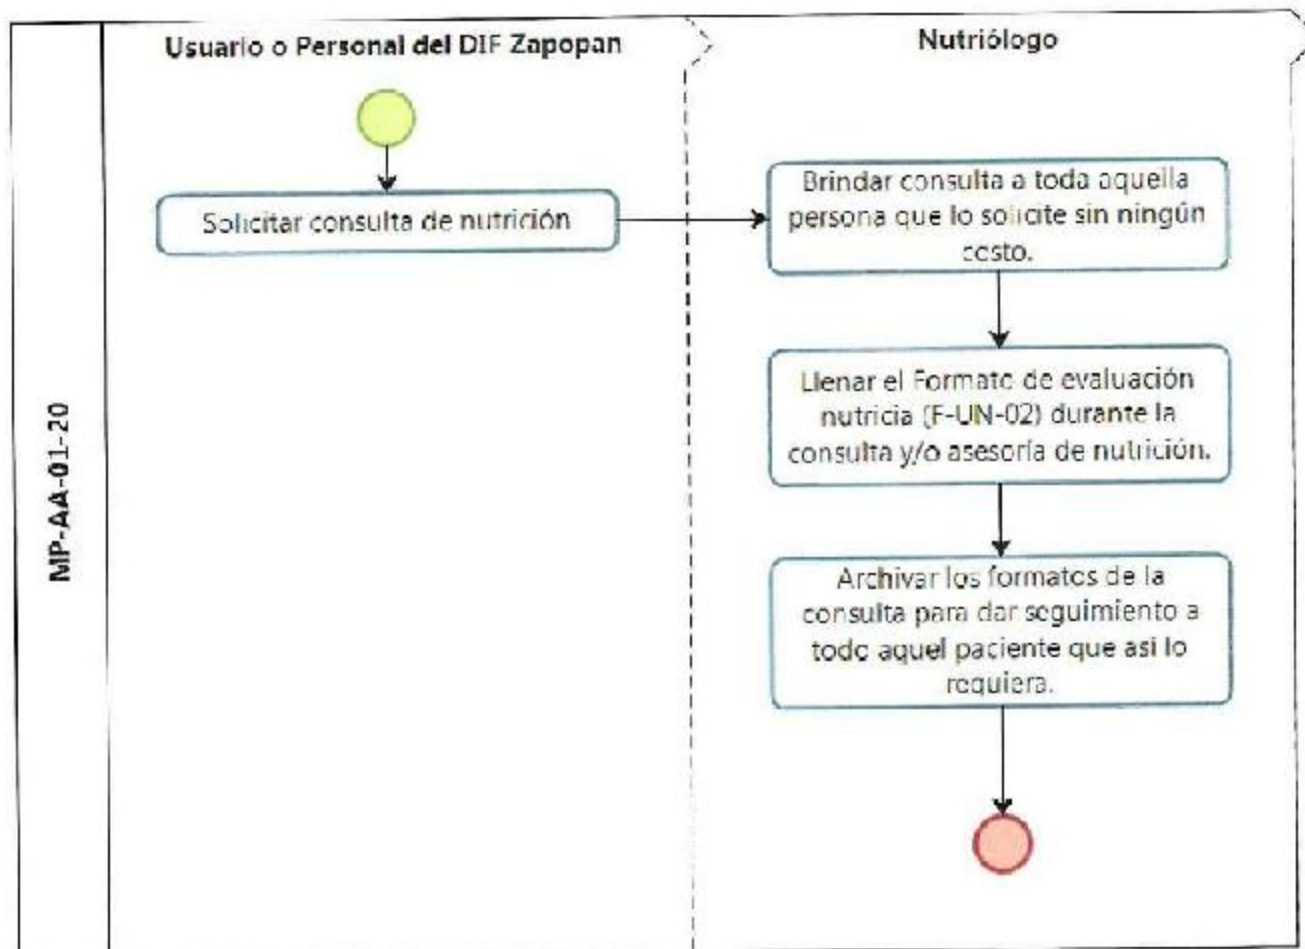 Usuario o Personal del DIF Zapopan
Nutriólogo
Solicitar consulta de nutrición
Brindar consulta a toda aquella
persona que lo solicite sin ningún
costo.
Llenar el Formato de evaluación
nutricia (F-UN-02) durante la
consulta y/o asesoría de nutrición.
Archivar los formatos de la
consulta para dar seguimiento a
todo aquel paciente que así lo
requiera.
MP-AA-01-20